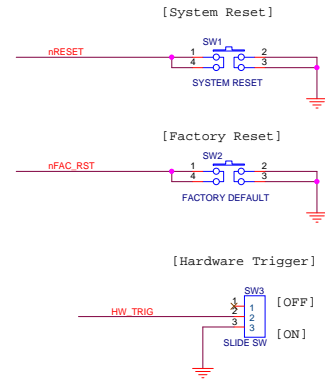 [System Reset]
SW1
nRESET
1 2
4 3
SYSTEM RESET
[Factory Reset]
SW2
nFAC_RST
1 2
4 3
FACTORY DEFAULT
[Hardware Trigger]
SW3
1 1 [OFF]
HW_TRIG 2 2
3 3 [ON]
SLIDE SW